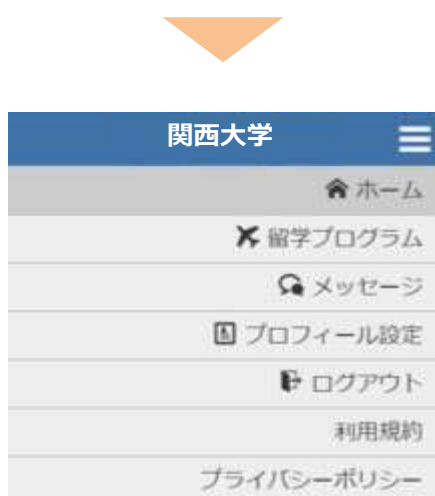 関西大学
ホーム
留学プログラム
メッセージ
プロフィール設定
ログアウト
利用規約
プライバシーポリシー